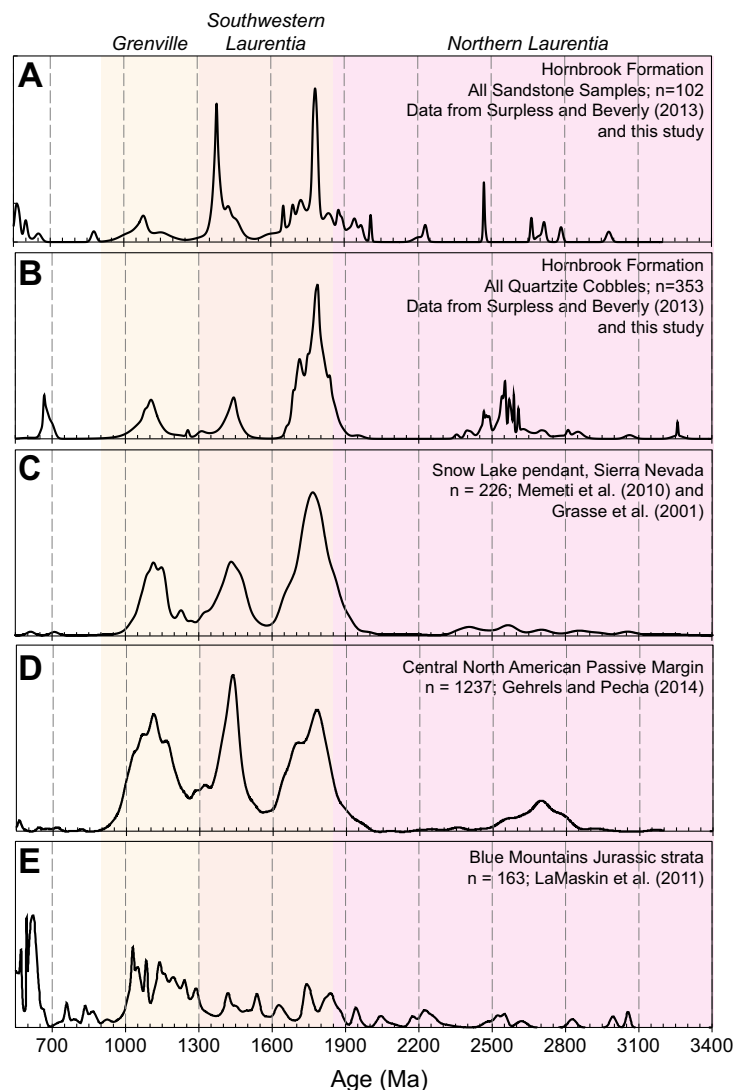 Southwestern
Grenville Laurentia Northern Laurentia
A
Hornbrook Formation
All Sandstone Samples; n=102
Data from Surpless and Beverly (2013)
and this study
B
Hornbrook Formation
All Quartzite Cobbles; n=353
Data from Surpless and Beverly (2013)
and this study
C
Snow Lake pendant, Sierra Nevada
n = 226; Memeti et al. (2010) and
Grasse et al. (2001)
D
Central North American Passive Margin
n = 1237; Gehrels and Pecha (2014)
E
Blue Mountains Jurassic strata
n = 163; LaMaskin et al. (2011)
700 1000 1300 1600 1900 2200 2500 2800 3100 3400
Age (Ma)